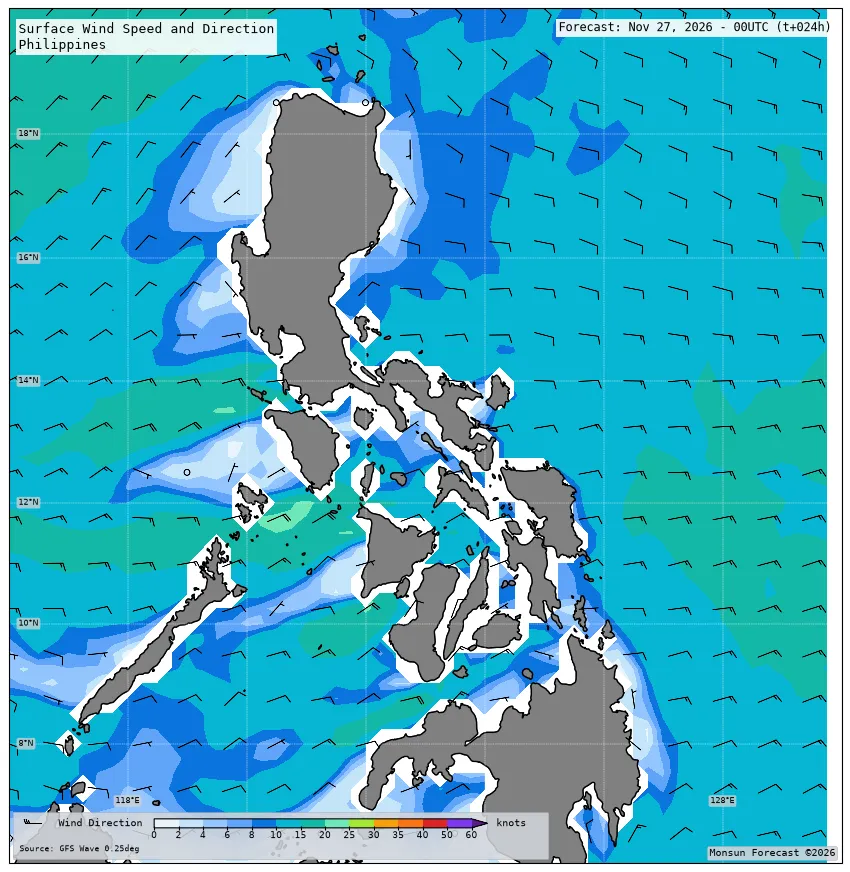 Surface Wind Speed and Direction
Philippines
Forecast: Nov 27, 2026 - 00UTC (t+024h)
18°N
16°N
14°N
12°N
10°N
8°N
118°E
128°E
Wind Direction
0 2 4 6 8 10 15 20 25 30 35 40 50 60 knots
Source: GFS Wave 0.25deg
Monsun Forecast ©2026